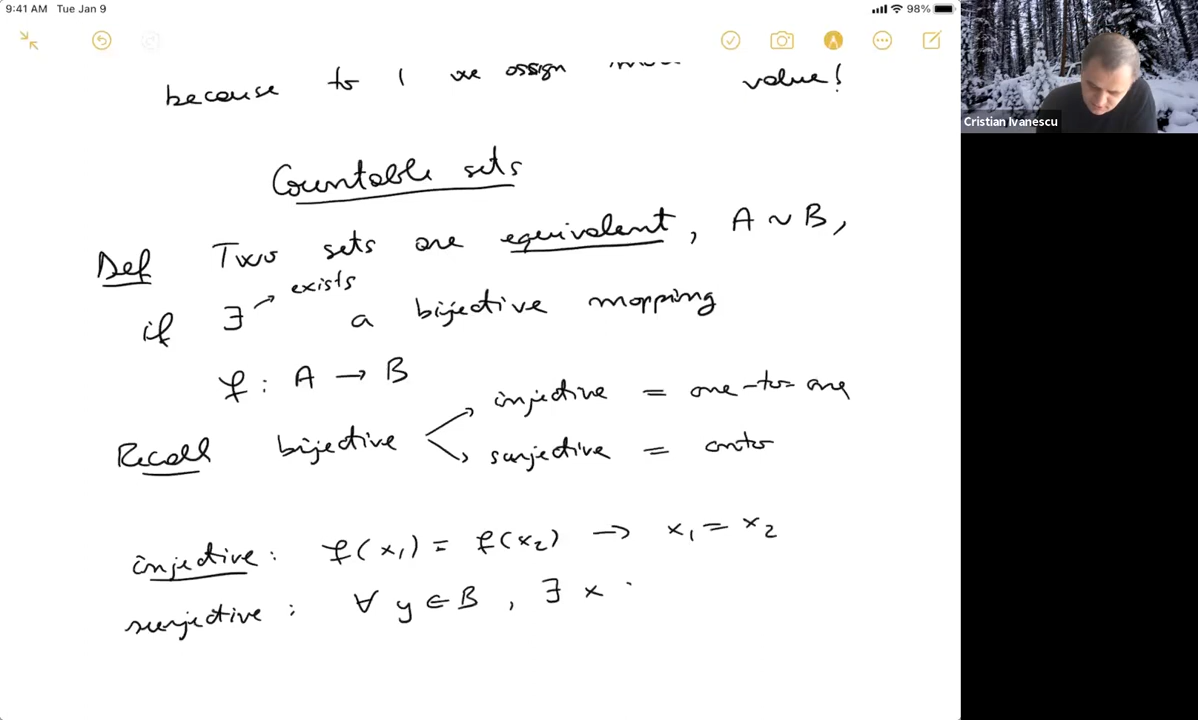 9:41 AM Tue Jan 9
98%
because to 1 we assign value!
Cristian Ivanescu
Countable sets
Def Two sets are equivalent, A ~ B,
exists
if ∃ → a bijective mapping
f : A → B
injective = one-to-one
Recall bijective
surjective = onto
injective : f(x₁) = f(x₂) → x₁ = x₂
surjective : ∀ y ∈ B , ∃ x